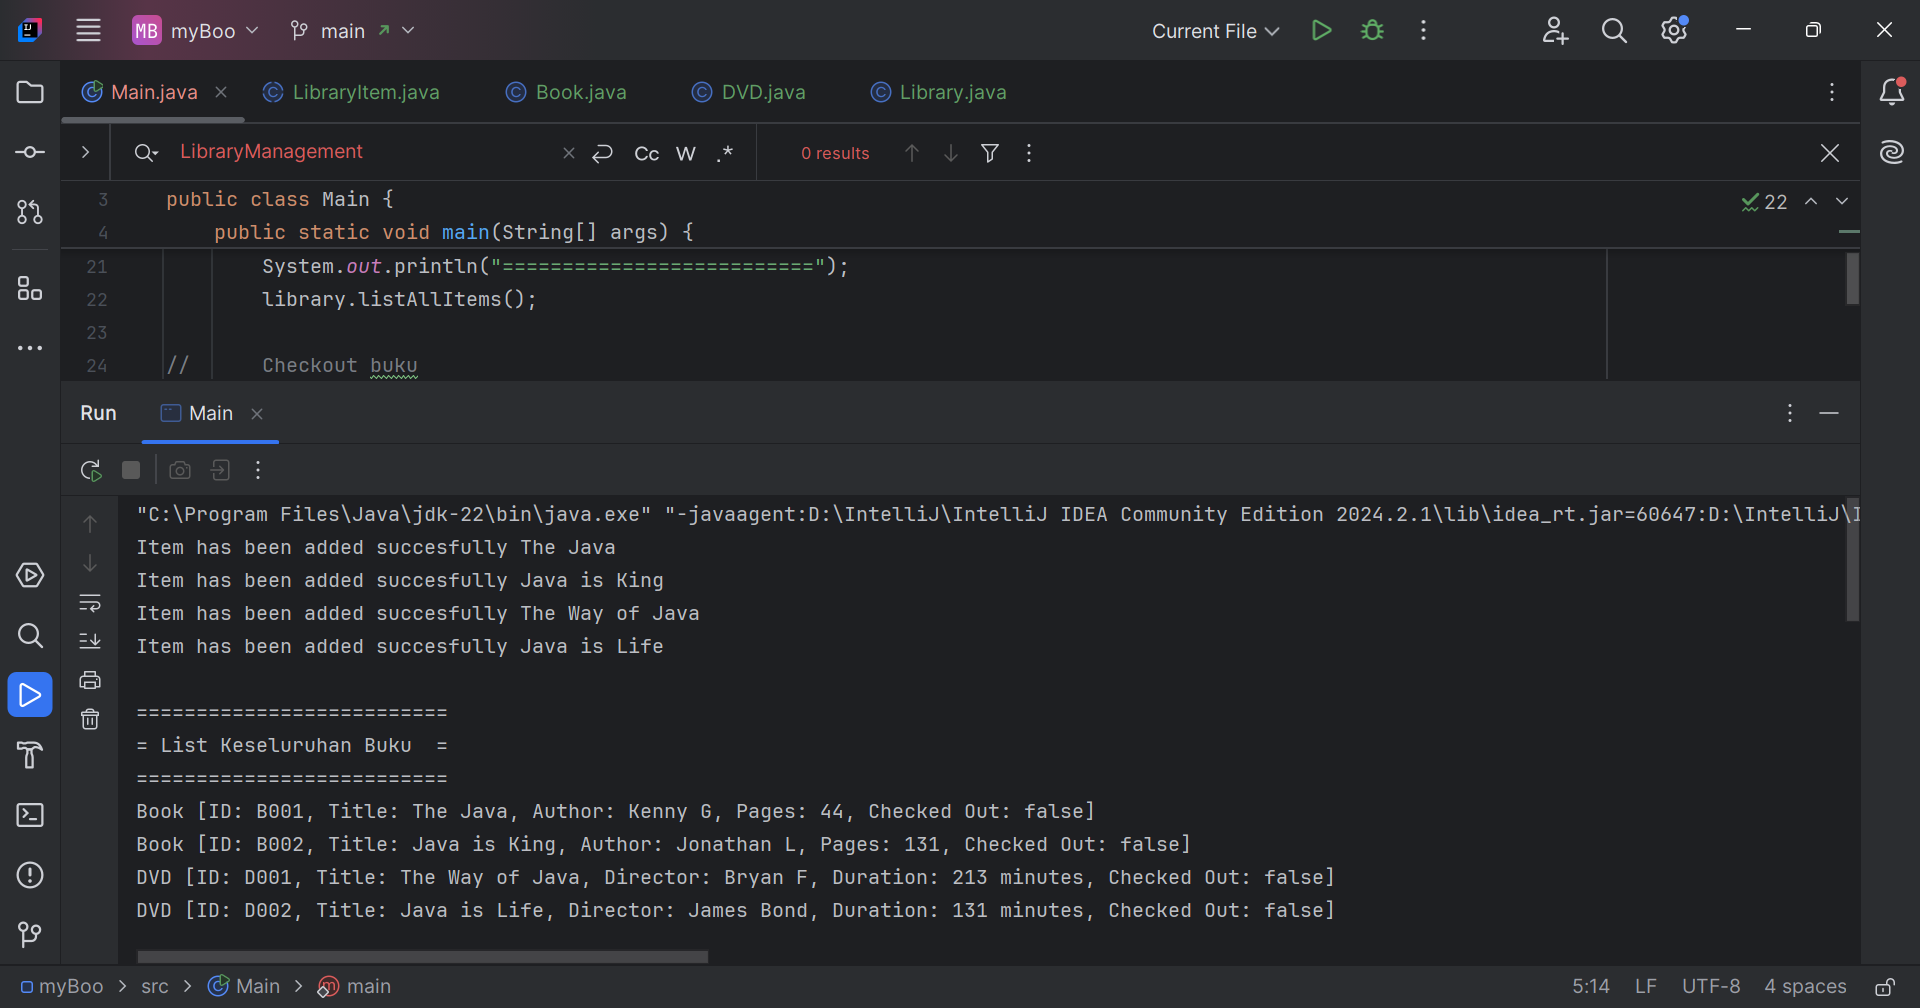 MB myBoo main Current File
Main.java LibraryItem.java Book.java DVD.java Library.java
LibraryManagement Cc W .* 0 results
3 public class Main { 22
4 public static void main(String[] args) {
21 System.out.println("==========================");
22 library.listAllItems();
23
24 // Checkout buku
Run Main
"C:\Program Files\Java\jdk-22\bin\java.exe" "-javaagent:D:\IntelliJ\IntelliJ IDEA Community Edition 2024.2.1\lib\idea_rt.jar=60647:D:\IntelliJ\I
Item has been added succesfully The Java
Item has been added succesfully Java is King
Item has been added succesfully The Way of Java
Item has been added succesfully Java is Life
==========================
= List Keseluruhan Buku  =
==========================
Book [ID: B001, Title: The Java, Author: Kenny G, Pages: 44, Checked Out: false]
Book [ID: B002, Title: Java is King, Author: Jonathan L, Pages: 131, Checked Out: false]
DVD [ID: D001, Title: The Way of Java, Director: Bryan F, Duration: 213 minutes, Checked Out: false]
DVD [ID: D002, Title: Java is Life, Director: James Bond, Duration: 131 minutes, Checked Out: false]
myBoo > src > Main > main 5:14 LF UTF-8 4 spaces